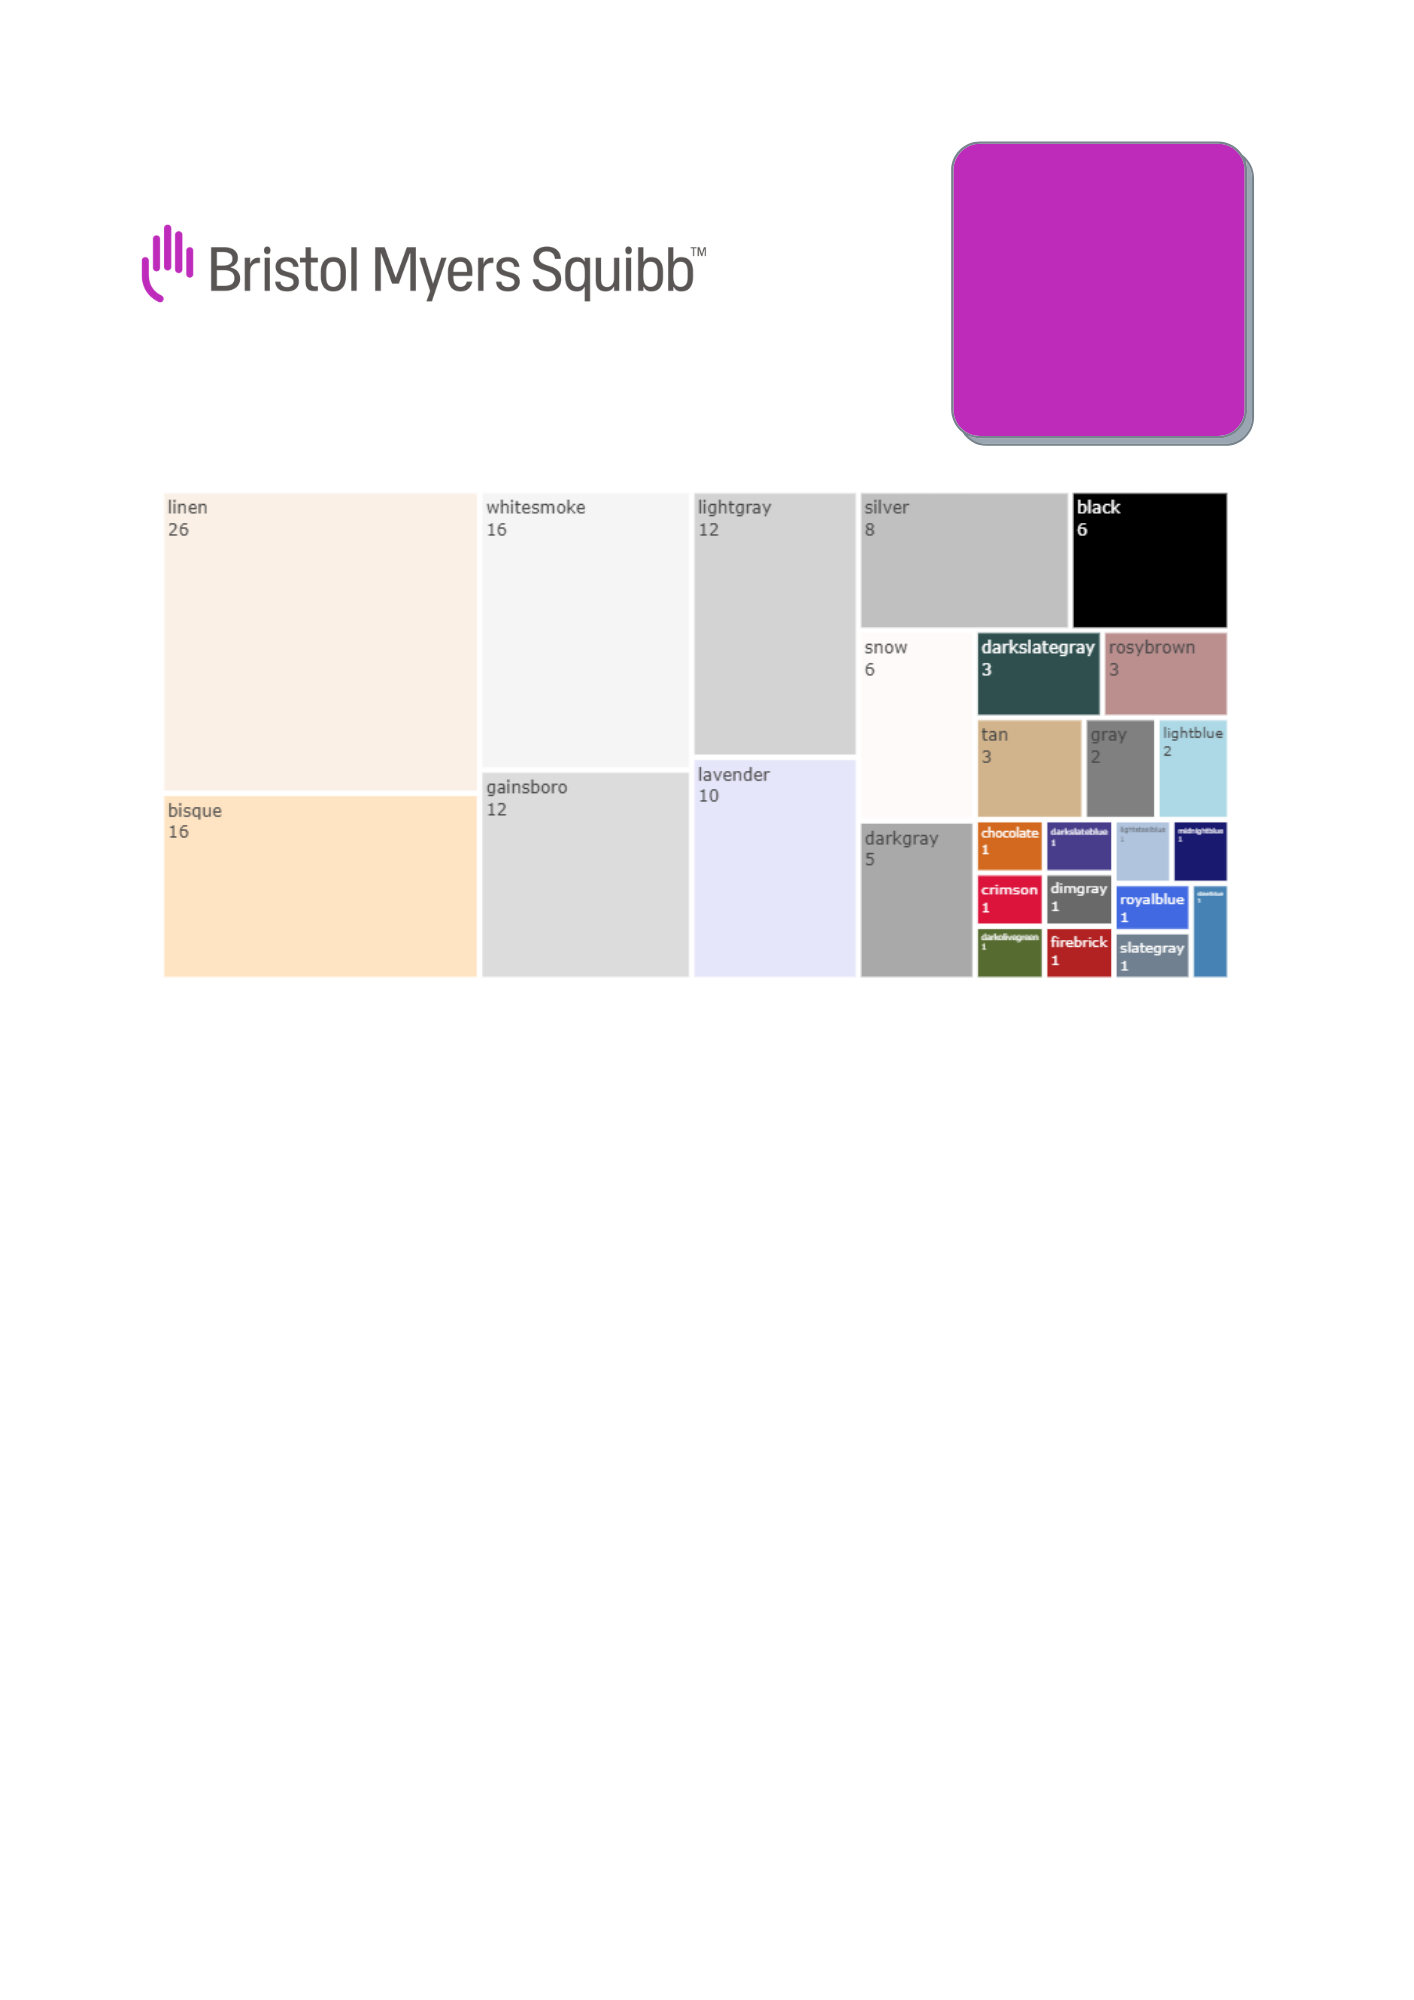 Bristol Myers Squibb™
linen
26
whitesmoke
16
lightgray
12
silver
8
black
6
snow
6
darkslategray
3
rosybrown
3
tan
3
gray
2
lightblue
2
lavender
10
gainsboro
12
bisque
16
darkgray
5
chocolate
1
darkslateblue
1
lightsteelblue
1
midnightblue
1
crimson
1
dimgray
1
royalblue
1
steelblue
1
darkolivegreen
1
firebrick
1
slategray
1